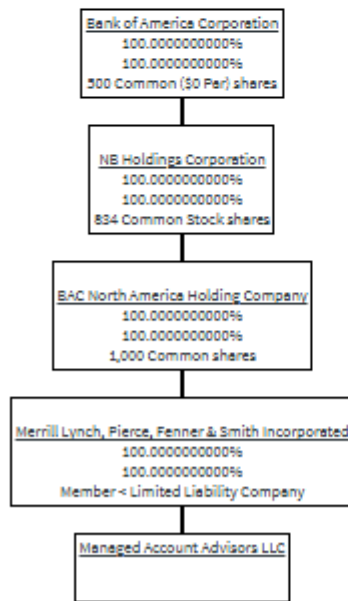 Bank of America Corporation
100.0000000000%
100.0000000000%
300 Common ($0 Par) shares
NB Holdings Corporation
100.0000000000%
100.0000000000%
834 Common Stock shares
BAC North America Holding Company
100.0000000000%
100.0000000000%
1,000 Common shares
Merrill Lynch, Pierce, Fenner & Smith Incorporated
100.0000000000%
100.0000000000%
Member < Limited Liability Company
Managed Account Advisors LLC